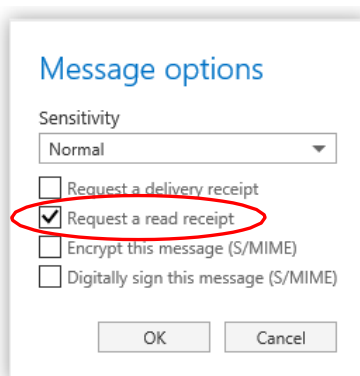 Message options
Sensitivity
Normal
Request a delivery receipt
Request a read receipt
Encrypt this message (S/MIME)
Digitally sign this message (S/MIME)
OK Cancel